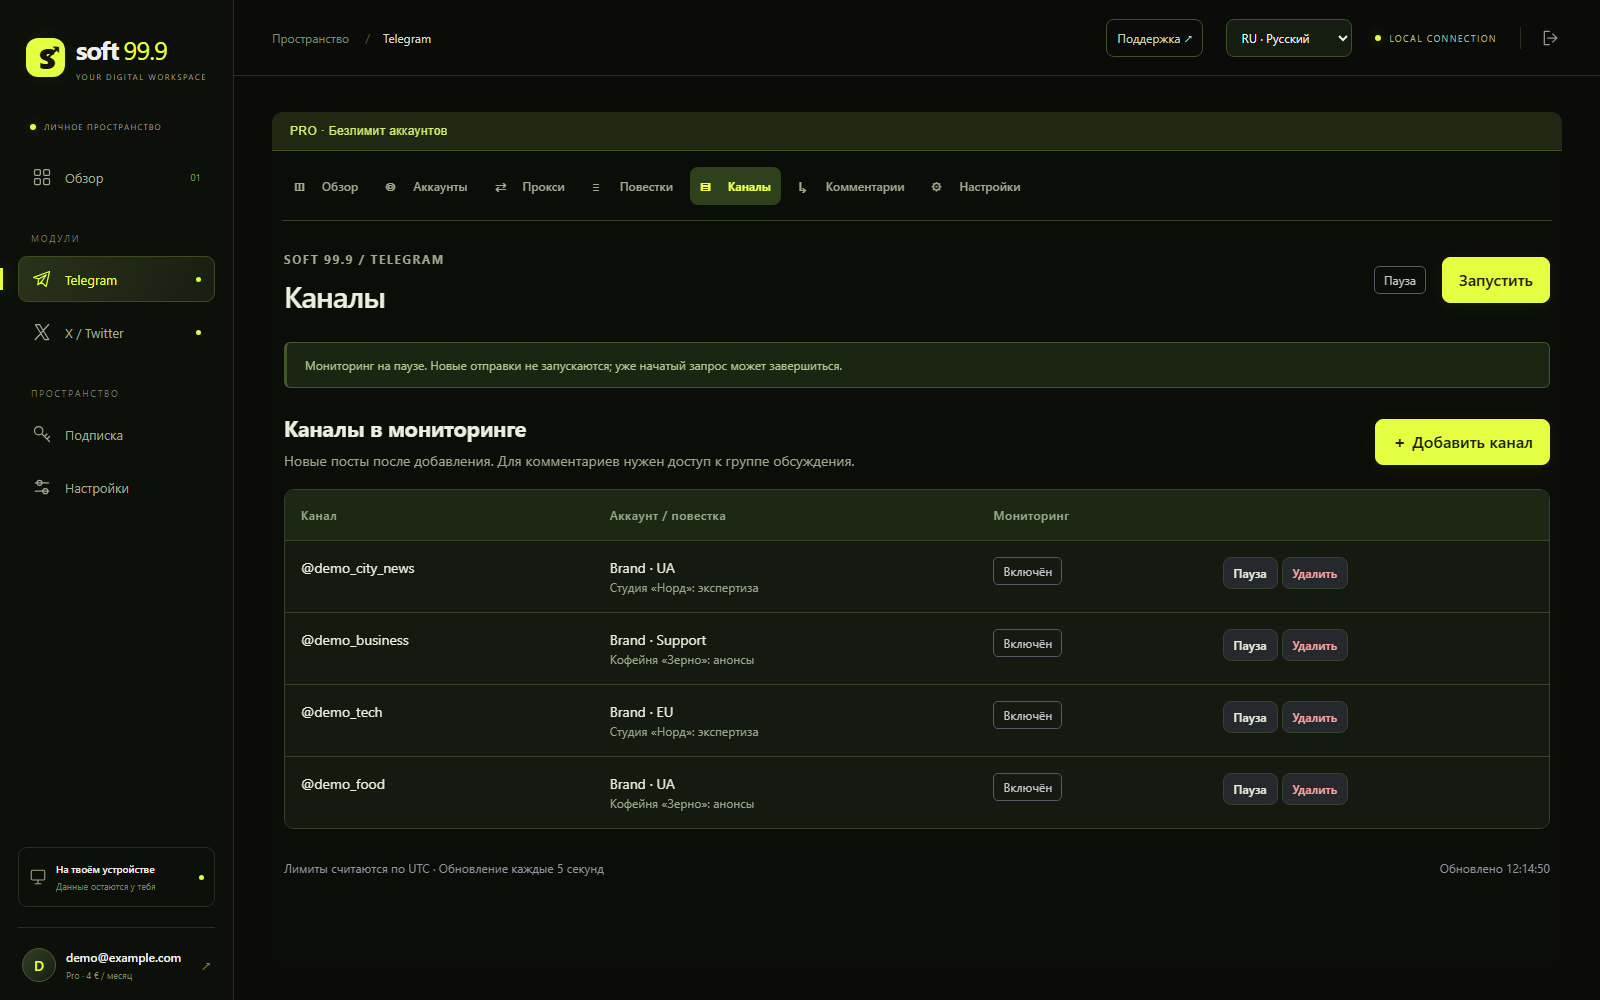 soft 99.9
YOUR DIGITAL WORKSPACE
ЛИЧНОЕ ПРОСТРАНСТВО
Обзор 01
МОДУЛИ
Telegram
X / Twitter
ПРОСТРАНСТВО
Подписка
Настройки
На твоём устройстве
Данные остаются у тебя
D
demo@example.com
Pro · 4 € / месяц
Пространство / Telegram
Поддержка ↗
RU · Русский
LOCAL CONNECTION
PRO · Безлимит аккаунтов
Обзор Аккаунты Прокси Повестки Каналы Комментарии Настройки
SOFT 99.9 / TELEGRAM
Каналы
Пауза Запустить
Мониторинг на паузе. Новые отправки не запускаются; уже начатый запрос может завершиться.
Каналы в мониторинге
Новые посты после добавления. Для комментариев нужен доступ к группе обсуждения.
+ Добавить канал
Канал Аккаунт / повестка Мониторинг
@demo_city_news Brand · UA Включён Пауза Удалить
Студия «Норд»: экспертиза
@demo_business Brand · Support Включён Пауза Удалить
Кофейня «Зерно»: анонсы
@demo_tech Brand · EU Включён Пауза Удалить
Студия «Норд»: экспертиза
@demo_food Brand · UA Включён Пауза Удалить
Кофейня «Зерно»: анонсы
Лимиты считаются по UTC · Обновление каждые 5 секунд
Обновлено 12:14:50